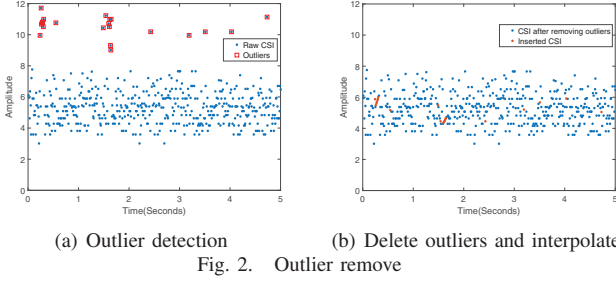 12
10
8
6
4
2
0
Amplitude
Raw CSI
Outliers
0 1 2 3 4 5
Time(Seconds)
12
10
8
6
4
2
0
Amplitude
CSI after removing outliers
Inserted CSI
0 1 2 3 4 5
Time(Seconds)
(a) Outlier detection
(b) Delete outliers and interpolate
Fig. 2. Outlier remove